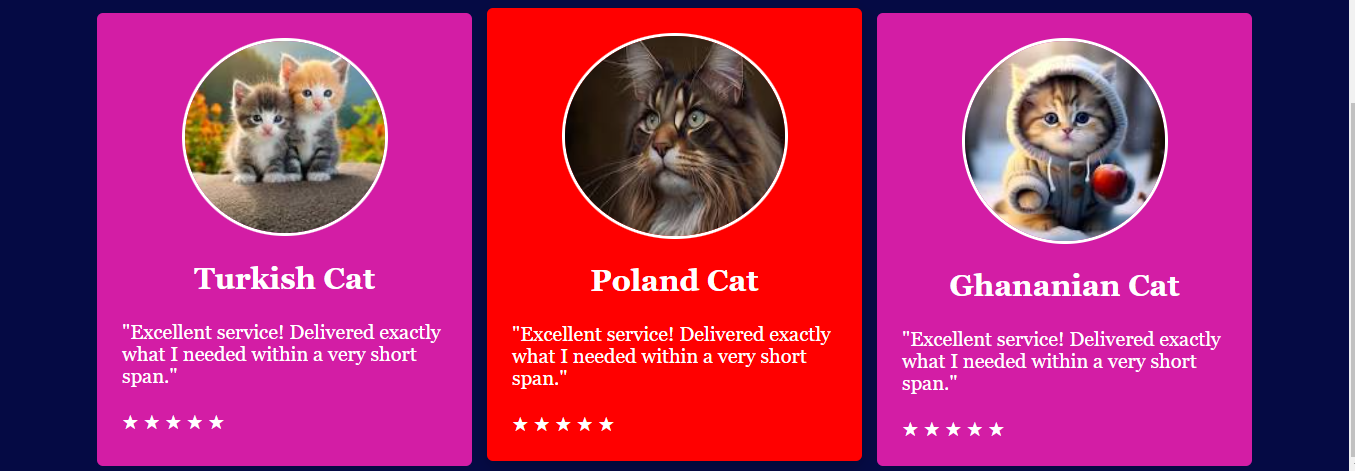 Turkish Cat
"Excellent service! Delivered exactly
what I needed within a very short
span."
★ ★ ★ ★ ★
Poland Cat
"Excellent service! Delivered exactly
what I needed within a very short
span."
★ ★ ★ ★ ★
Ghananian Cat
"Excellent service! Delivered exactly
what I needed within a very short
span."
★ ★ ★ ★ ★